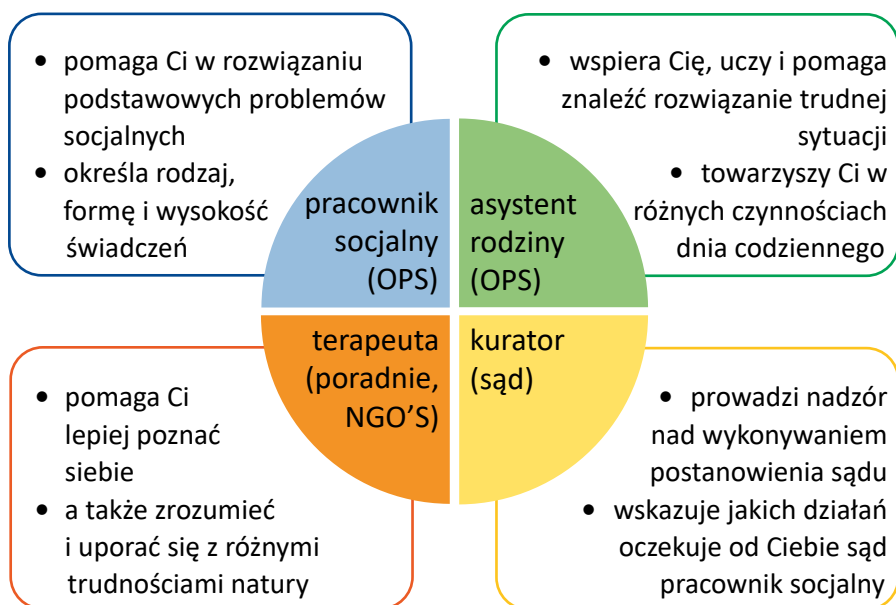 • pomaga Ci w rozwiązaniu
podstawowych problemów
socjalnych
• określa rodzaj,
formę i wysokość
świadczeń
pracownik
socjalny
(OPS)
• wspiera Cię, uczy i pomaga
znaleźć rozwiązanie trudnej
sytuacji
• towarzyszy Ci w
różnych czynnościach
dnia codziennego
asystent
rodziny
(OPS)
terapeuta
(poradnie,
NGO’S)
• pomaga Ci
lepiej poznać
siebie
• a także zrozumieć
i uporać się z różnymi
trudnościami natury
kurator
(sąd)
• prowadzi nadzór
nad wykonywaniem
postanowienia sądu
• wskazuje jakich działań
oczekuje od Ciebie sąd
pracownik socjalny